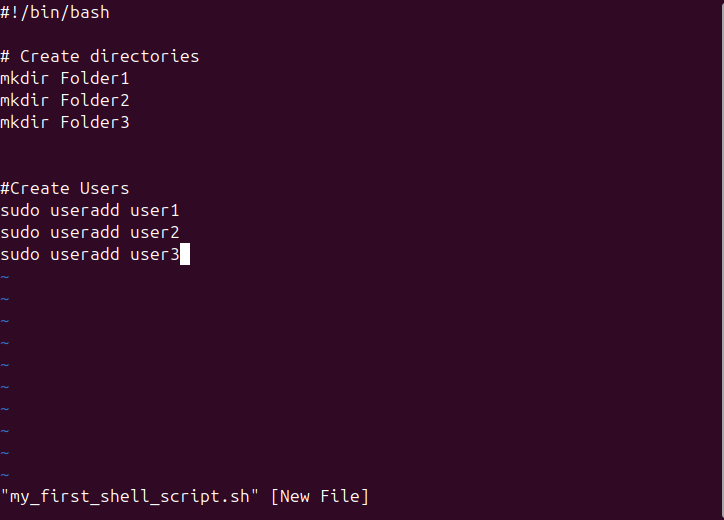 #!/bin/bash
# Create directories
mkdir Folder1
mkdir Folder2
mkdir Folder3
#Create Users
sudo useradd user1
sudo useradd user2
sudo useradd user3
~
~
~
~
~
~
~
~
~
~
"my_first_shell_script.sh" [New File]